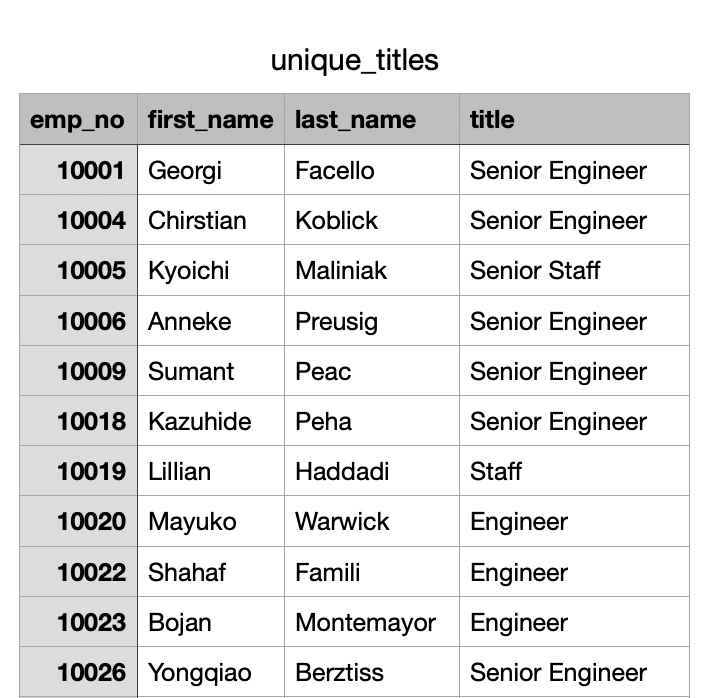 unique_titles
emp_no first_name last_name title
10001 Georgi Facello Senior Engineer
10004 Chirstian Koblick Senior Engineer
10005 Kyoichi Maliniak Senior Staff
10006 Anneke Preusig Senior Engineer
10009 Sumant Peac Senior Engineer
10018 Kazuhide Peha Senior Engineer
10019 Lillian Haddadi Staff
10020 Mayuko Warwick Engineer
10022 Shahaf Famili Engineer
10023 Bojan Montemayor Engineer
10026 Yongqiao Berztiss Senior Engineer